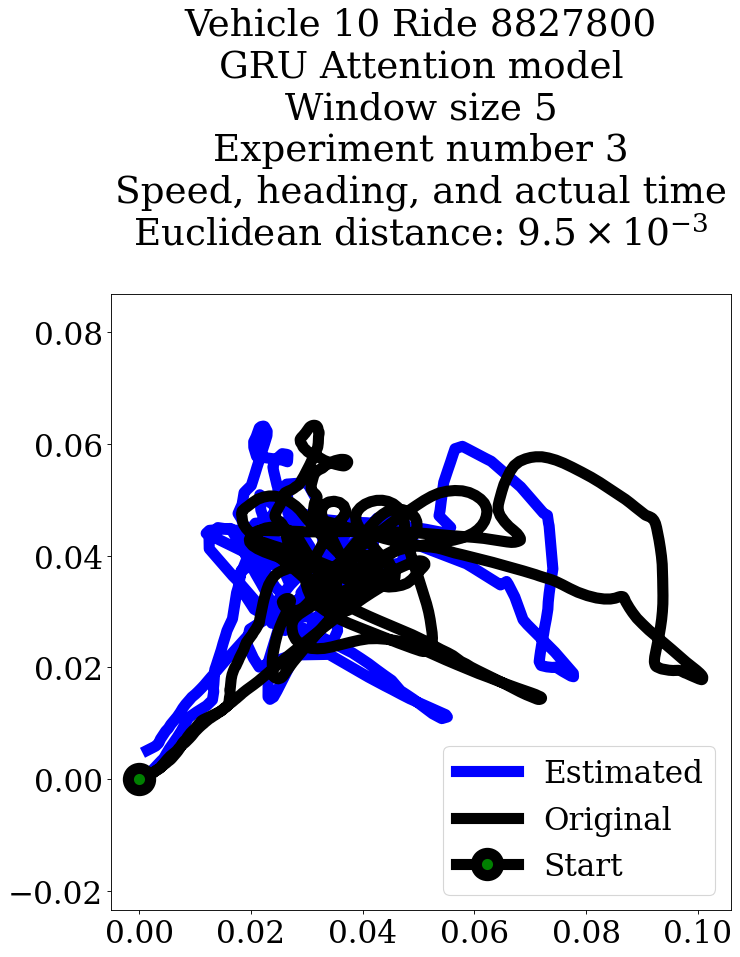 Vehicle 10 Ride 8827800
GRU Attention model
Window size 5
Experiment number 3
Speed, heading, and actual time
Euclidean distance: 9.5 × 10⁻³
0.08
0.06
0.04
0.02
0.00
−0.02
Estimated
Original
Start
0.00 0.02 0.04 0.06 0.08 0.10